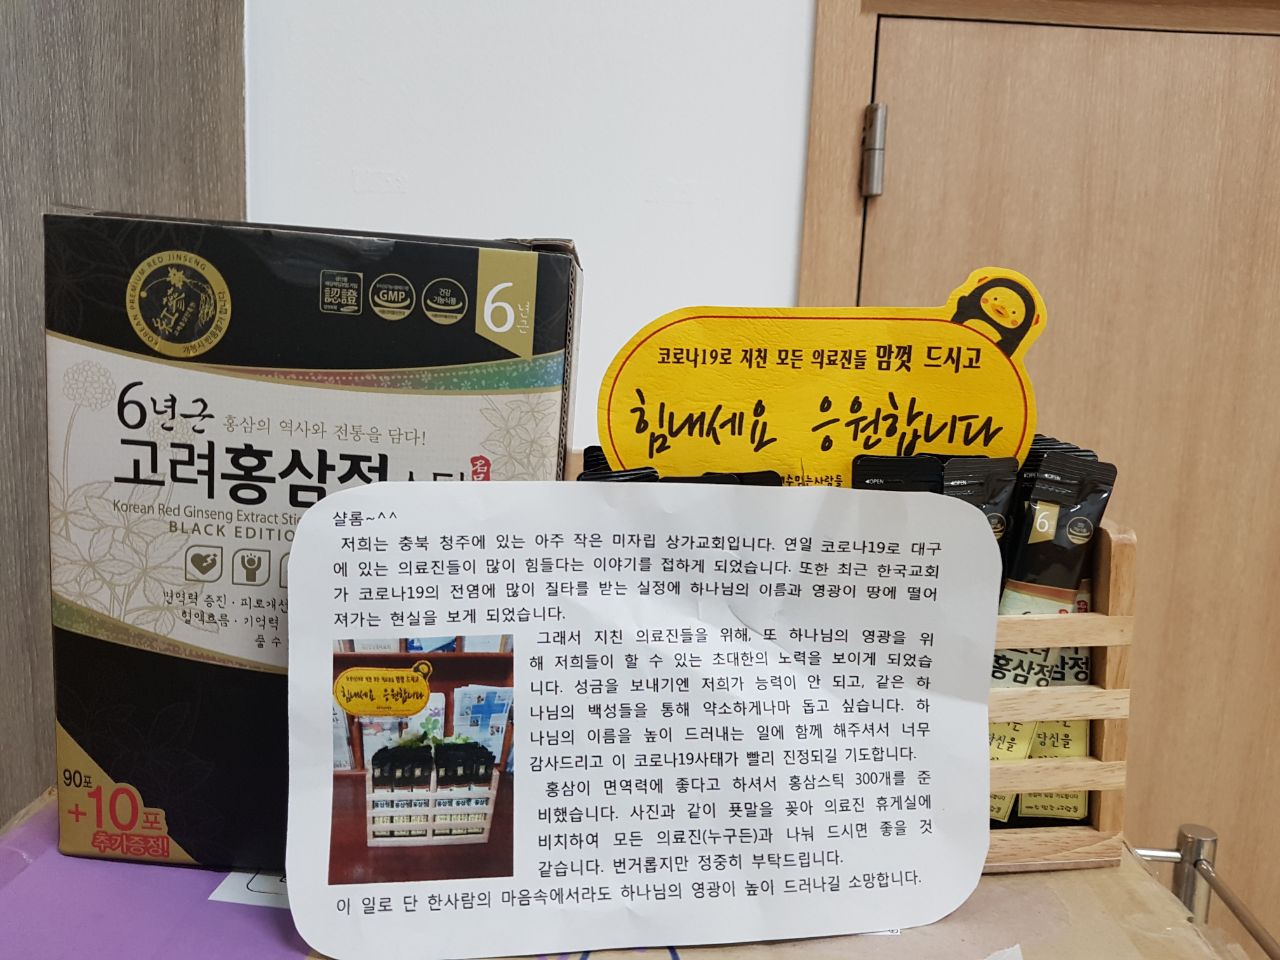 KOREAN PREMIUM RED JINSENG
GMP
건강
기능식품
6년근
6년근 홍삼의 역사와 전통을 담다!
고려홍삼정
Korean Red Ginseng Extract
BLACK EDITIO
면역력 증진 · 피로개선
혈액흐름 · 기억력
90포
+10포
추가증정!
코로나19로 지친 모든 의료진들 맘껏 드시고
힘내세요 응원합니다
OPEN
OPEN
OPEN
6
홍삼정
당신을
샬롬~^^
저희는 충북 청주에 있는 아주 작은 미자립 상가교회입니다. 연일 코로나19로 대구
에 있는 의료진들이 많이 힘들다는 이야기를 접하게 되었습니다. 또한 최근 한국교회
가 코로나19의 전염에 많이 질타를 받는 실정에 하나님의 이름과 영광이 땅에 떨어
져가는 현실을 보게 되었습니다.
그래서 지친 의료진들을 위해, 또 하나님의 영광을 위
해 저희들이 할 수 있는 초대한의 노력을 보이게 되었습
니다. 성금을 보내기엔 저희가 능력이 안 되고, 같은 하
나님의 백성들을 통해 약소하게나마 돕고 싶습니다. 하
나님의 이름을 높이 드러내는 일에 함께 해주셔서 너무
감사드리고 이 코로나19사태가 빨리 진정되길 기도합니다.
홍삼이 면역력에 좋다고 하셔서 홍삼스틱 300개를 준
비했습니다. 사진과 같이 푯말을 꽂아 의료진 휴게실에
비치하여 모든 의료진(누구든)과 나눠 드시면 좋을 것
같습니다. 번거롭지만 정중히 부탁드립니다.
이 일로 단 한사람의 마음속에서라도 하나님의 영광이 높이 드러나길 소망합니다.
힘내세요 응원합니다